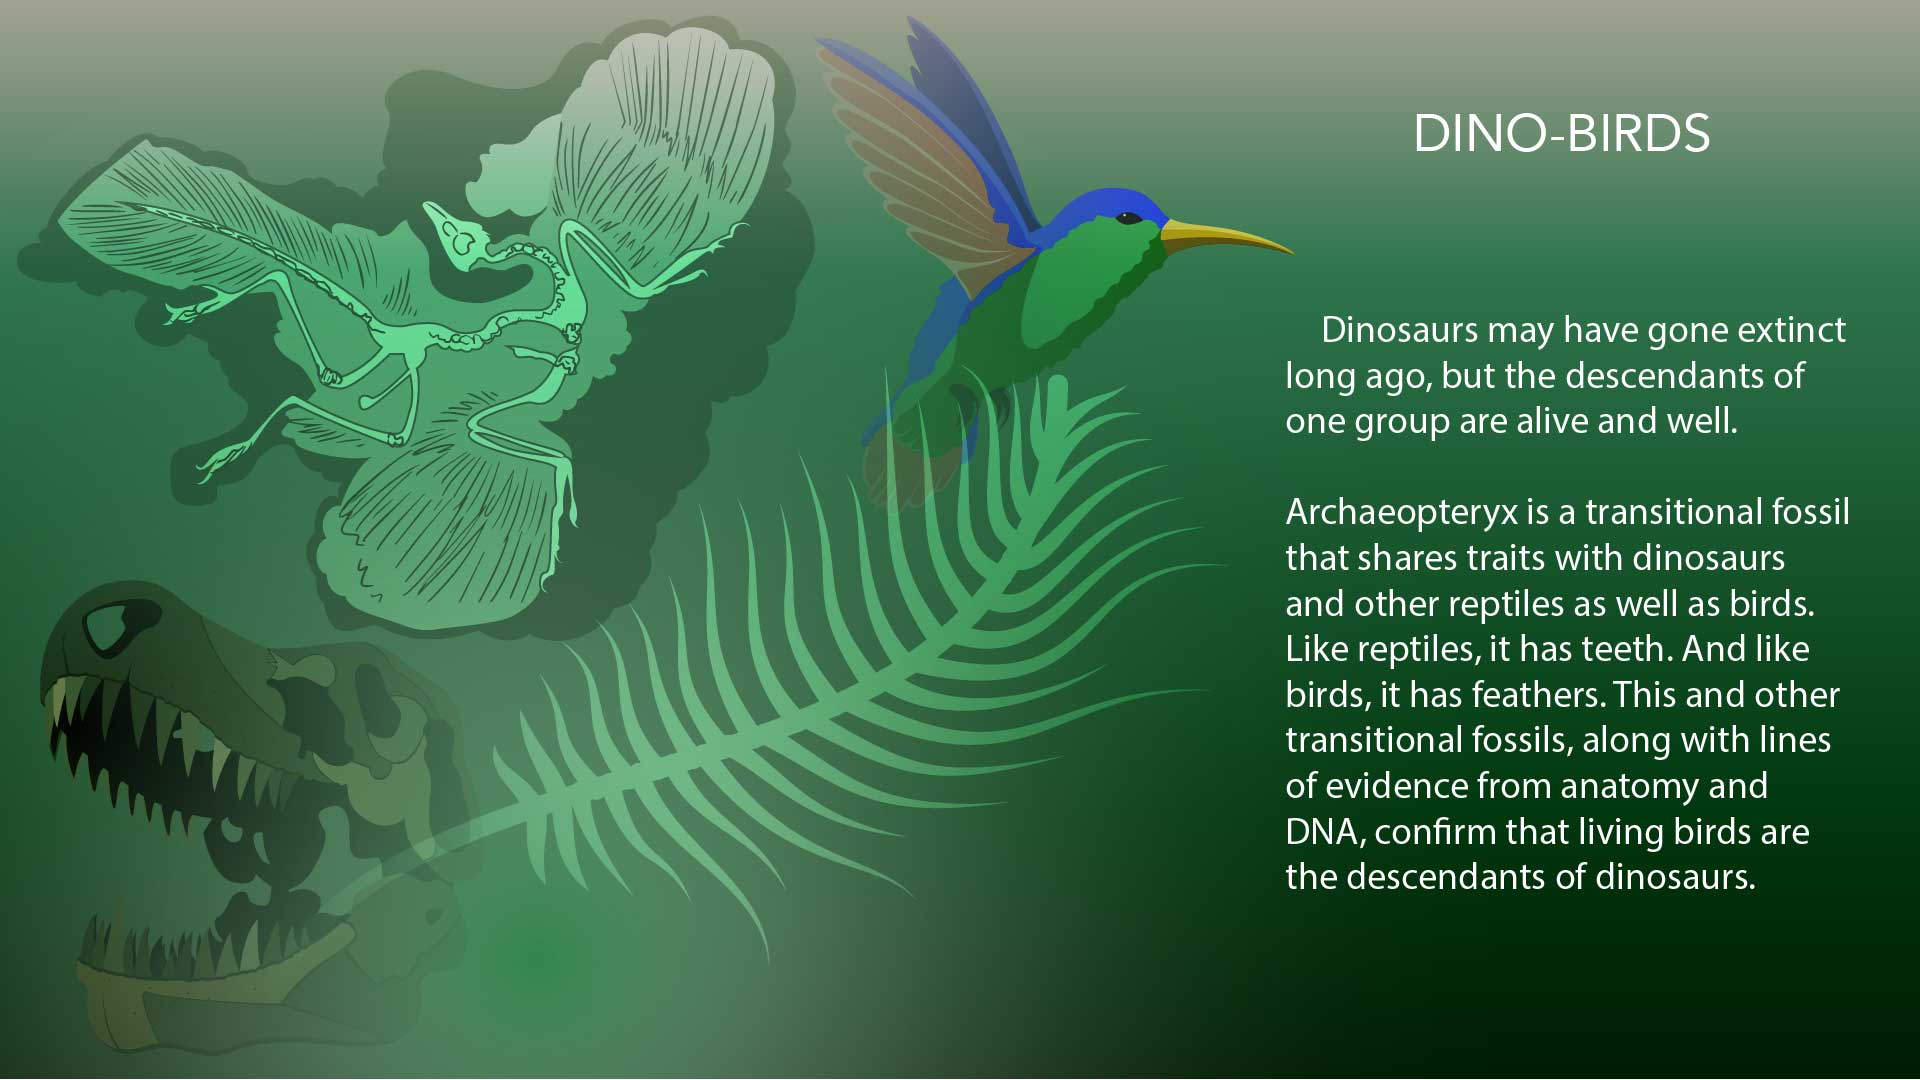 DINO-BIRDS
Dinosaurs may have gone extinct
long ago, but the descendants of
one group are alive and well.
Archaeopteryx is a transitional fossil
that shares traits with dinosaurs
and other reptiles as well as birds.
Like reptiles, it has teeth. And like
birds, it has feathers. This and other
transitional fossils, along with lines
of evidence from anatomy and
DNA, confirm that living birds are
the descendants of dinosaurs.